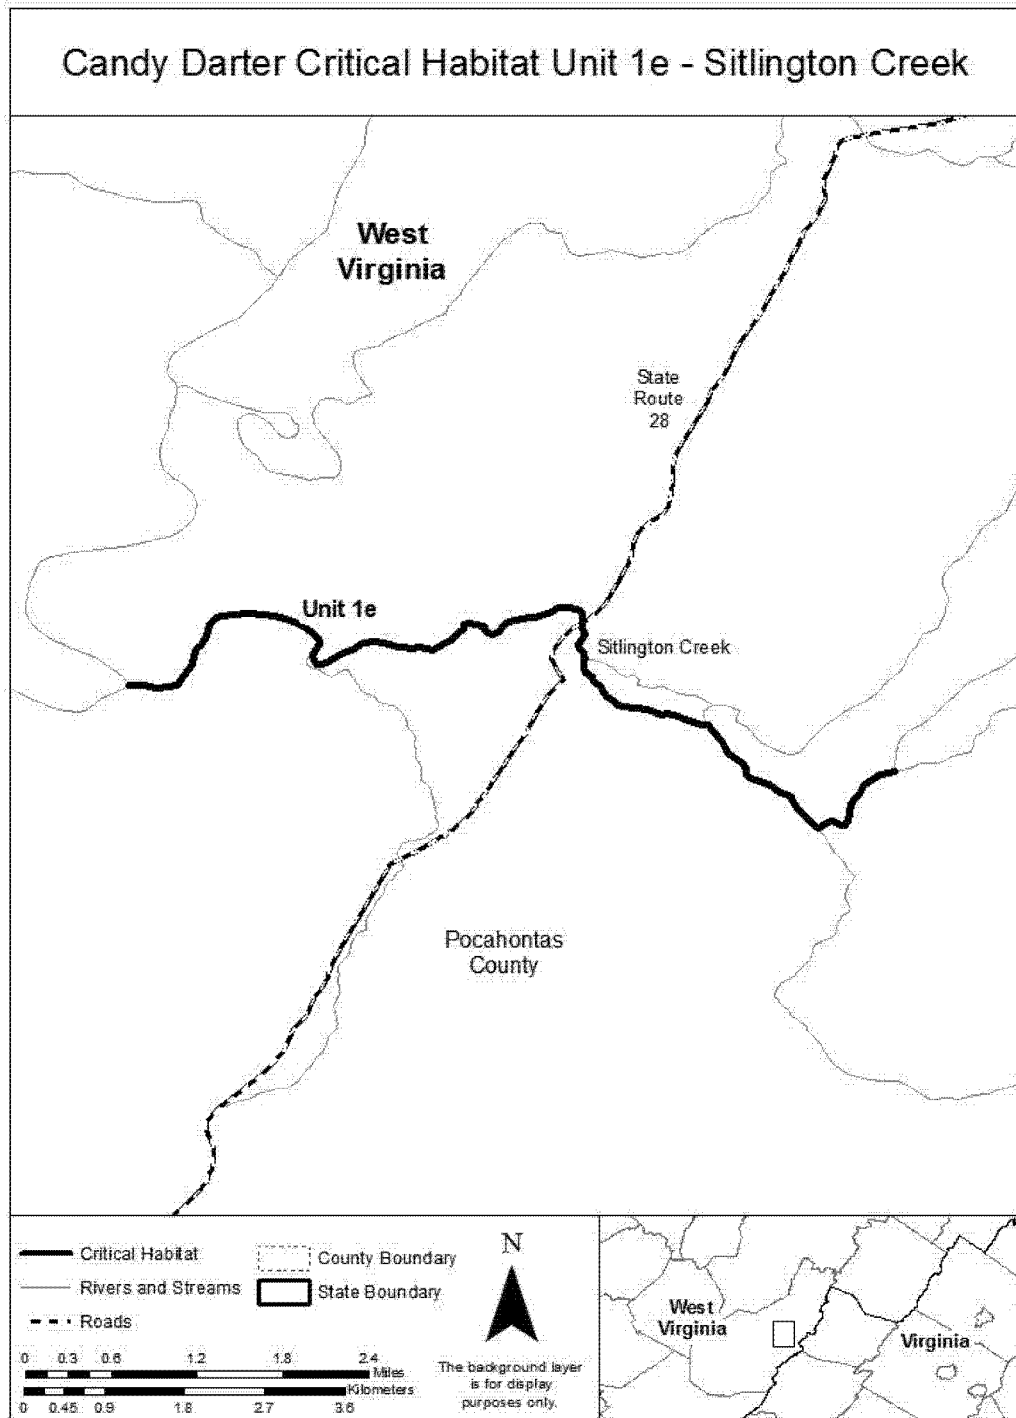 Candy Darter Critical Habitat Unit 1e - Sitlington Creek
West
Virginia
State
Route
28
Unit 1e
Sitlington Creek
Pocahontas
County
Critical Habitat
Rivers and Streams
Roads
County Boundary
State Boundary
N
0 0.3 0.6 1.2 1.8 2.4
Miles
Kilometers
0 0.45 0.9 1.8 2.7 3.6
The background layer
is for display
purposes only.
West
Virginia
Virginia